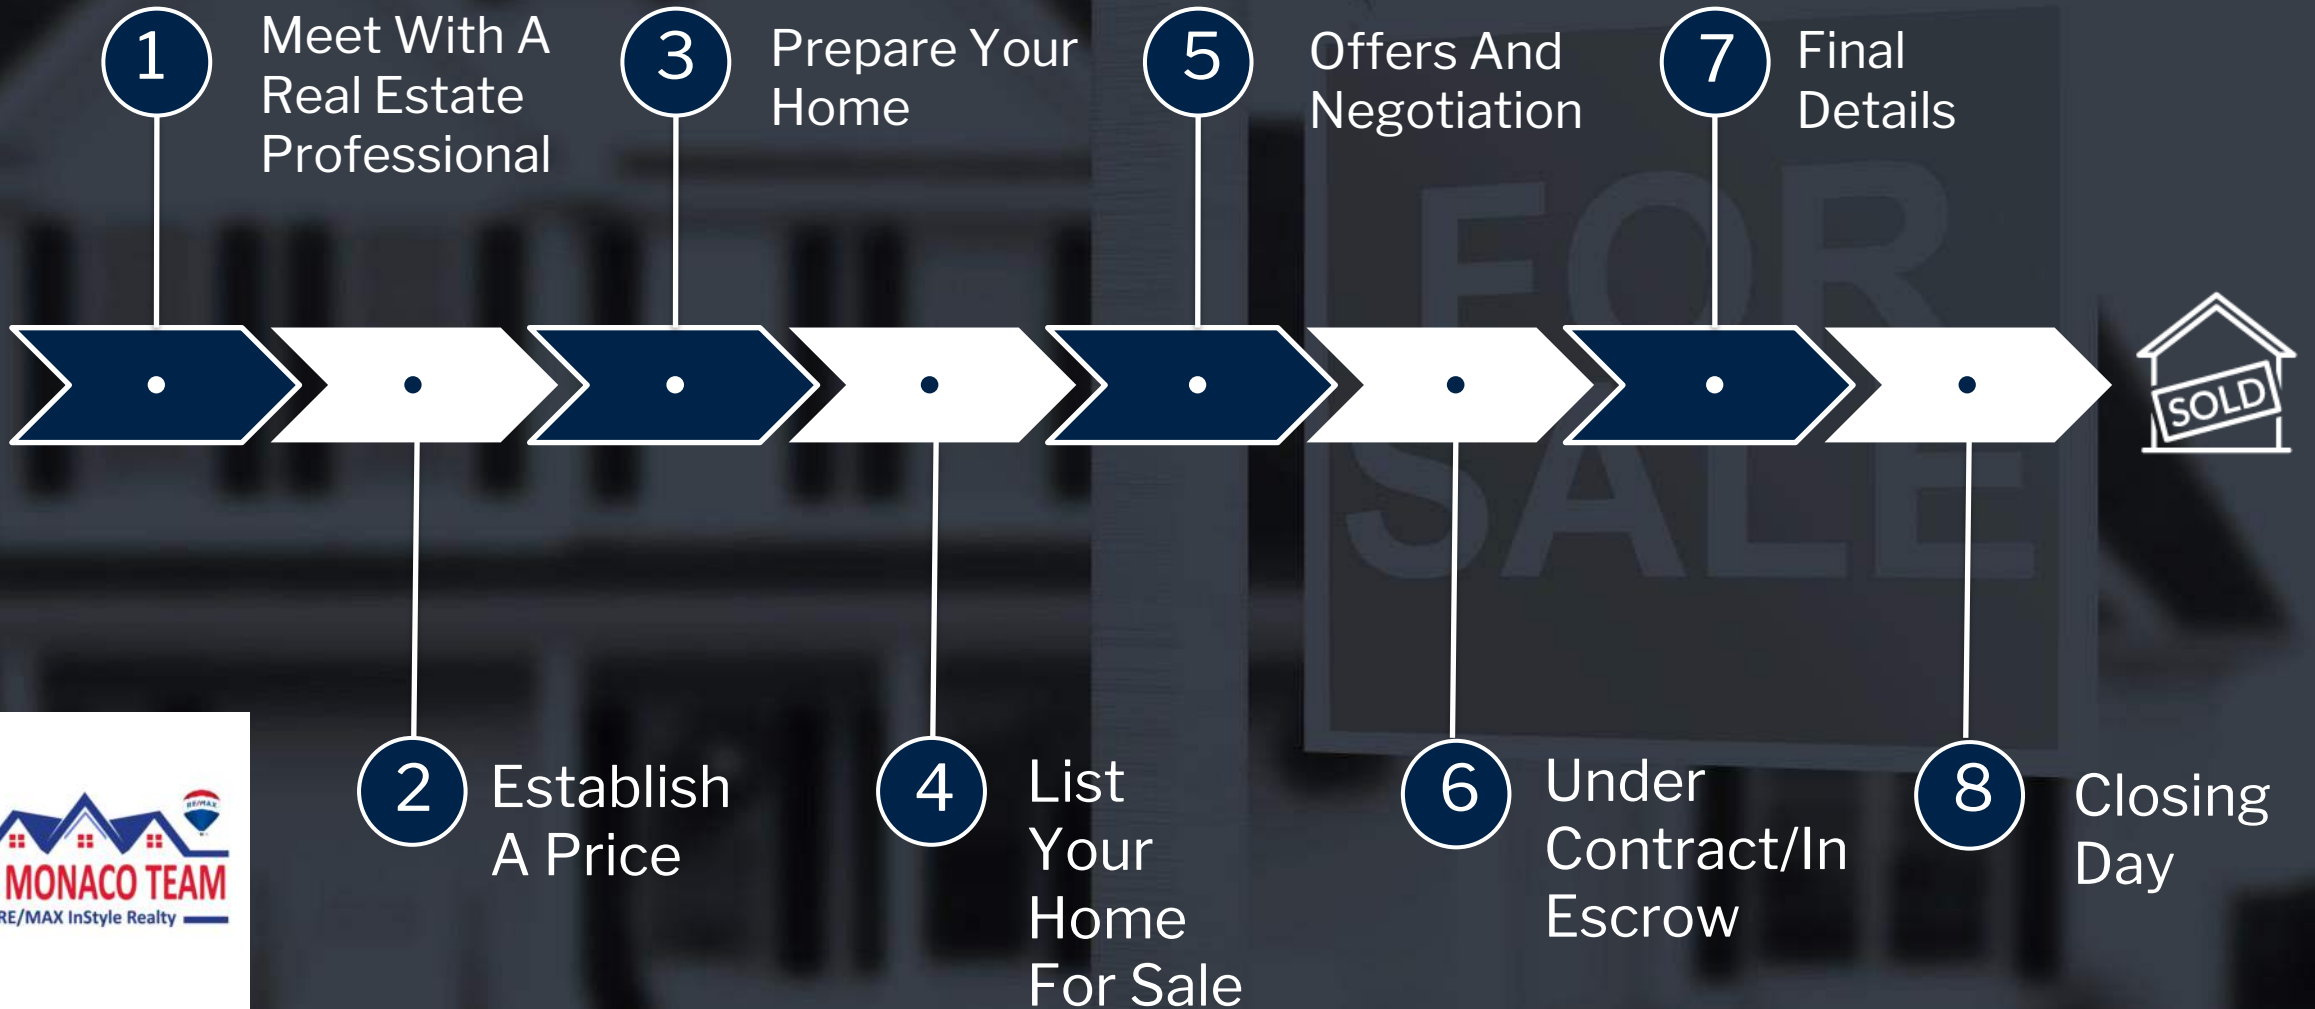 1
Meet With A
Real Estate
Professional
2
Establish
A Price
3
Prepare Your
Home
4
List
Your
Home
For Sale
5
Offers And
Negotiation
6
Under
Contract/In
Escrow
7
Final
Details
8
Closing
Day
SOLD
FOR
SALE
RE/MAX
MONACO TEAM
RE/MAX InStyle Realty